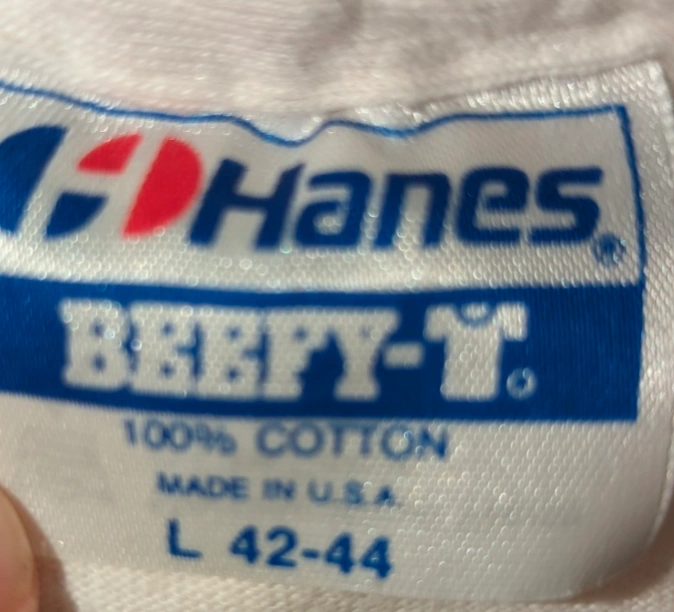 Hanes®
BEEFY-T®
100% COTTON
MADE IN U.S.A.
L 42-44